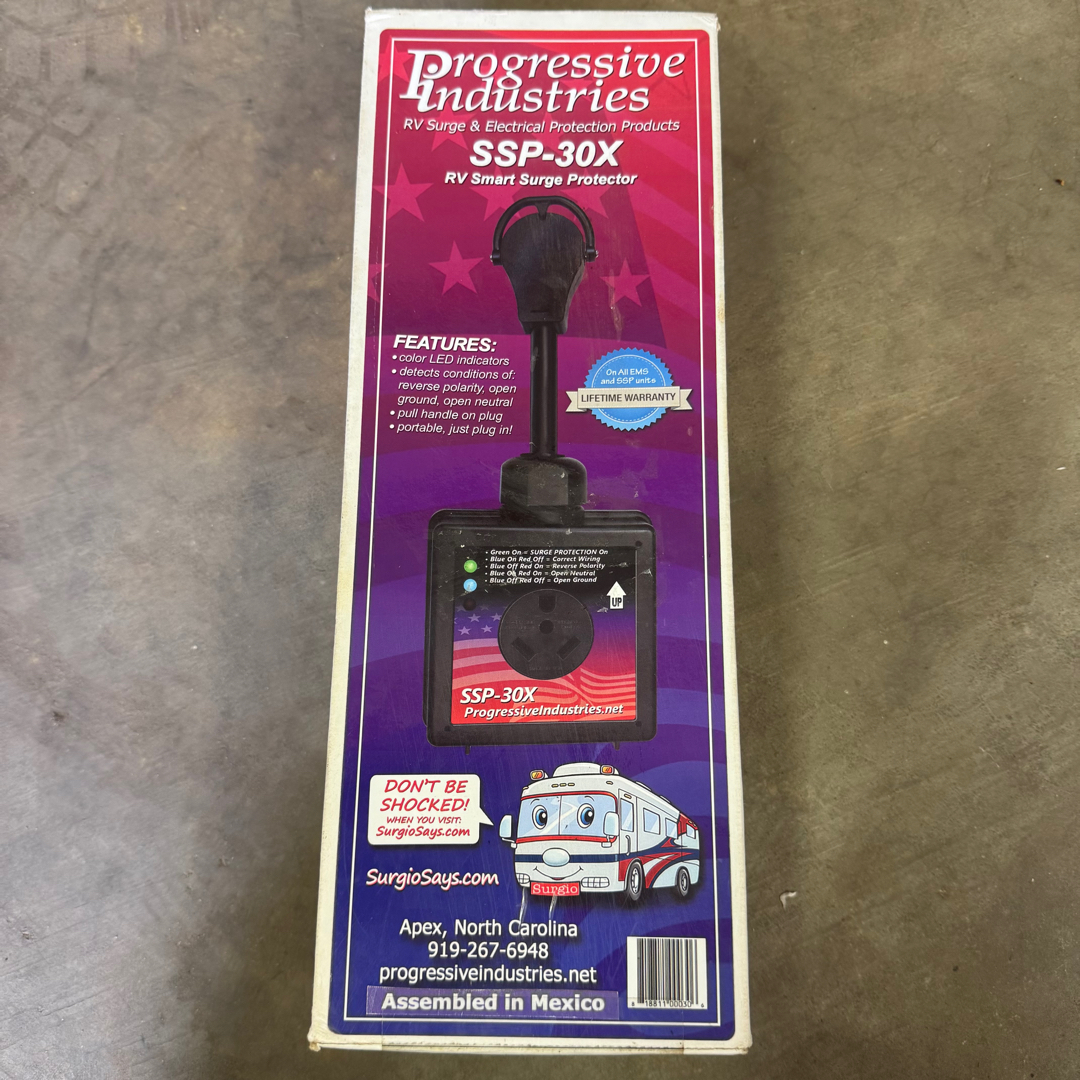 Progressive
Industries
RV Surge & Electrical Protection Products
SSP-30X
RV Smart Surge Protector
FEATURES:
• color LED indicators
• detects conditions of:
reverse polarity, open
ground, open neutral
• pull handle on plug
• portable, just plug in!
On All EMS
and SSP units
LIFETIME WARRANTY
• Green On = SURGE PROTECTION On
• Blue On Red Off = Correct Wiring
• Blue Off Red On = Reverse Polarity
• Blue On Red On = Open Neutral
• Blue Off Red Off = Open Ground
UP
SSP-30X
ProgressiveIndustries.net
DON'T BE
SHOCKED!
WHEN YOU VISIT:
SurgioSays.com
SurgioSays.com
Surgio
Apex, North Carolina
919-267-6948
progressiveindustries.net
Assembled in Mexico
8 18811 00030 6